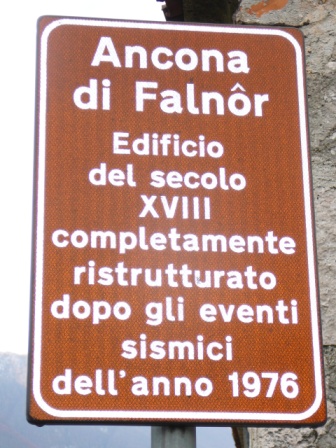 Ancona
di Falnôr
Edificio
del secolo
XVIII
completamente
ristrutturato
dopo gli eventi
sismici
dell'anno 1976